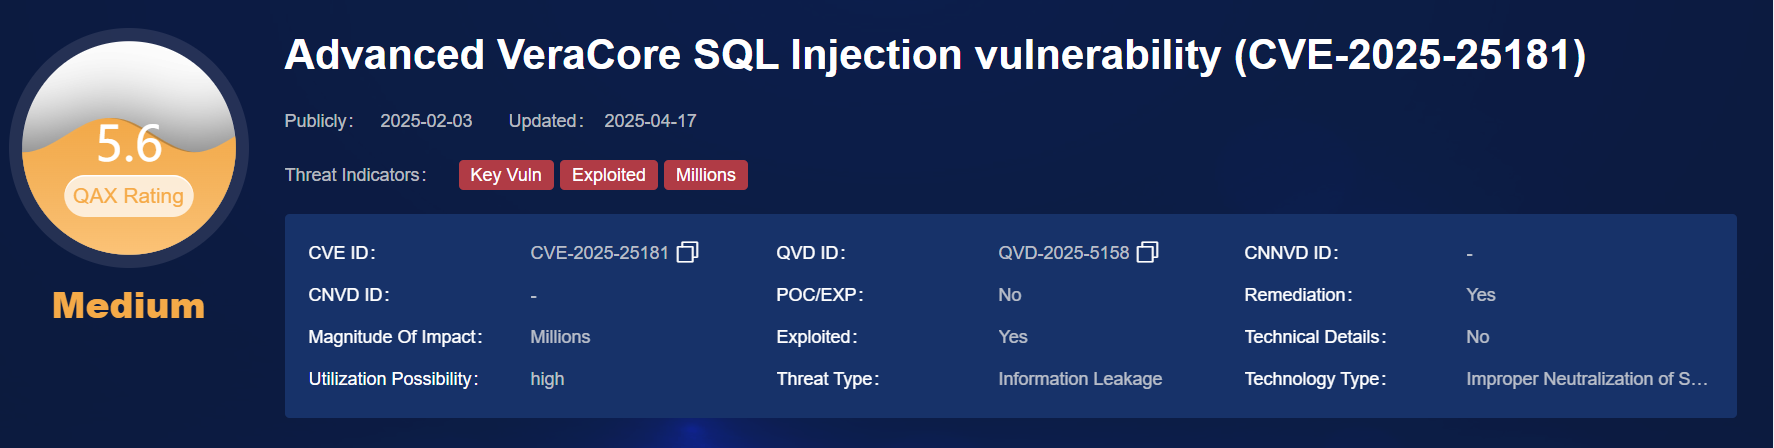 Advanced VeraCore SQL Injection vulnerability (CVE-2025-25181)
Publicly: 2025-02-03 Updated: 2025-04-17
Threat Indicators: Key Vuln Exploited Millions
5.6
QAX Rating
Medium
CVE ID: CVE-2025-25181 QVD ID: QVD-2025-5158 CNNVD ID: -
CNVD ID: - POC/EXP: No Remediation: Yes
Magnitude Of Impact: Millions Exploited: Yes Technical Details: No
Utilization Possibility: high Threat Type: Information Leakage Technology Type: Improper Neutralization of S...